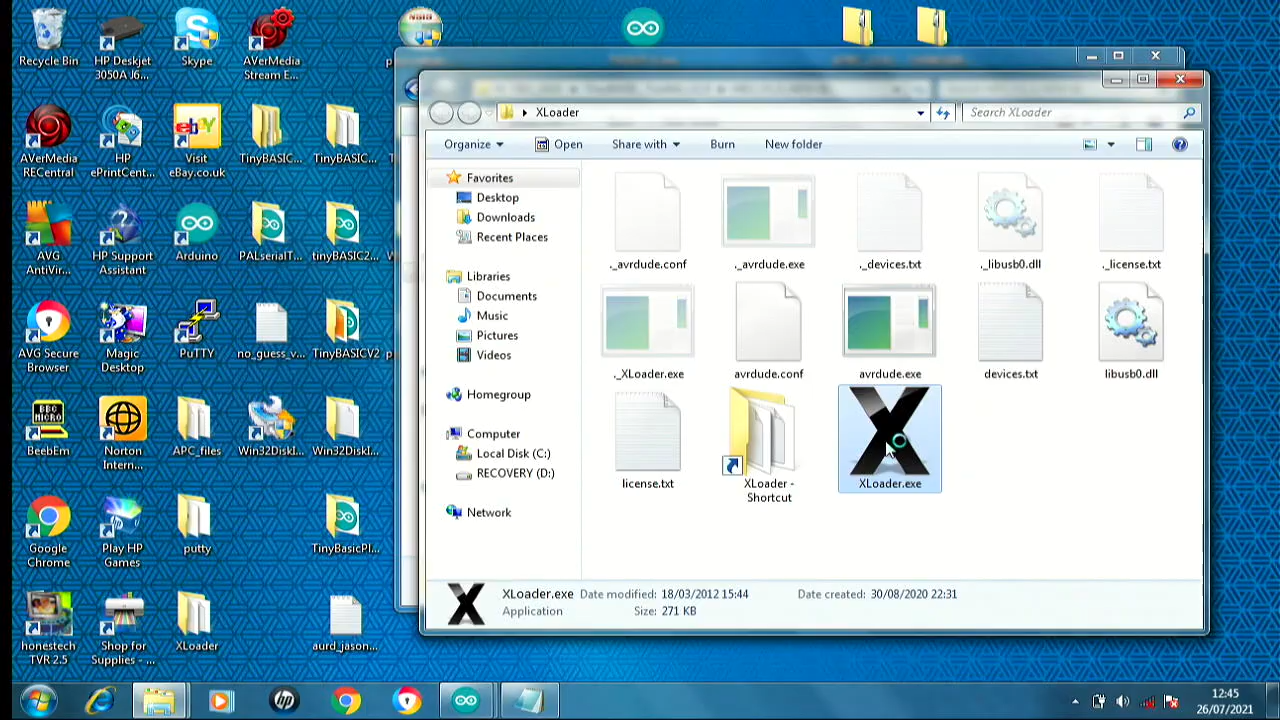 Recycle Bin
HP Deskjet
3050A J6...
Skype
AVerMedia
Stream E...
AVerMedia
RECentral
HP
ePrintCent...
Visit
eBay.co.uk
TinyBASIC...
TinyBASIC...
AVG
AntiVir...
HP Support
Assistant
Arduino
PALserialT...
tinyBASIC2...
AVG Secure
Browser
Magic
Desktop
PuTTY
no_guess_v...
TinyBASICV2
BBC
MICRO
BeebEm
Norton
Intern...
APC_files
Win32DiskI...
Win32DiskI...
Google
Chrome
Play HP
Games
putty
TinyBasicPl...
honestech
TVR 2.5
Shop for
Supplies - ...
XLoader
aurd_jason...
XLoader
Search XLoader
Organize
Open
Share with
Burn
New folder
Favorites
Desktop
Downloads
Recent Places
Libraries
Documents
Music
Pictures
Videos
Homegroup
Computer
Local Disk (C:)
RECOVERY (D:)
Network
._avrdude.conf
._avrdude.exe
._devices.txt
._libusb0.dll
._license.txt
._XLoader.exe
avrdude.conf
avrdude.exe
devices.txt
libusb0.dll
license.txt
XLoader -
Shortcut
XLoader.exe
XLoader.exe Date modified: 18/03/2012 15:44 Date created: 30/08/2020 22:31
Application Size: 271 KB
hp
12:45
26/07/2021